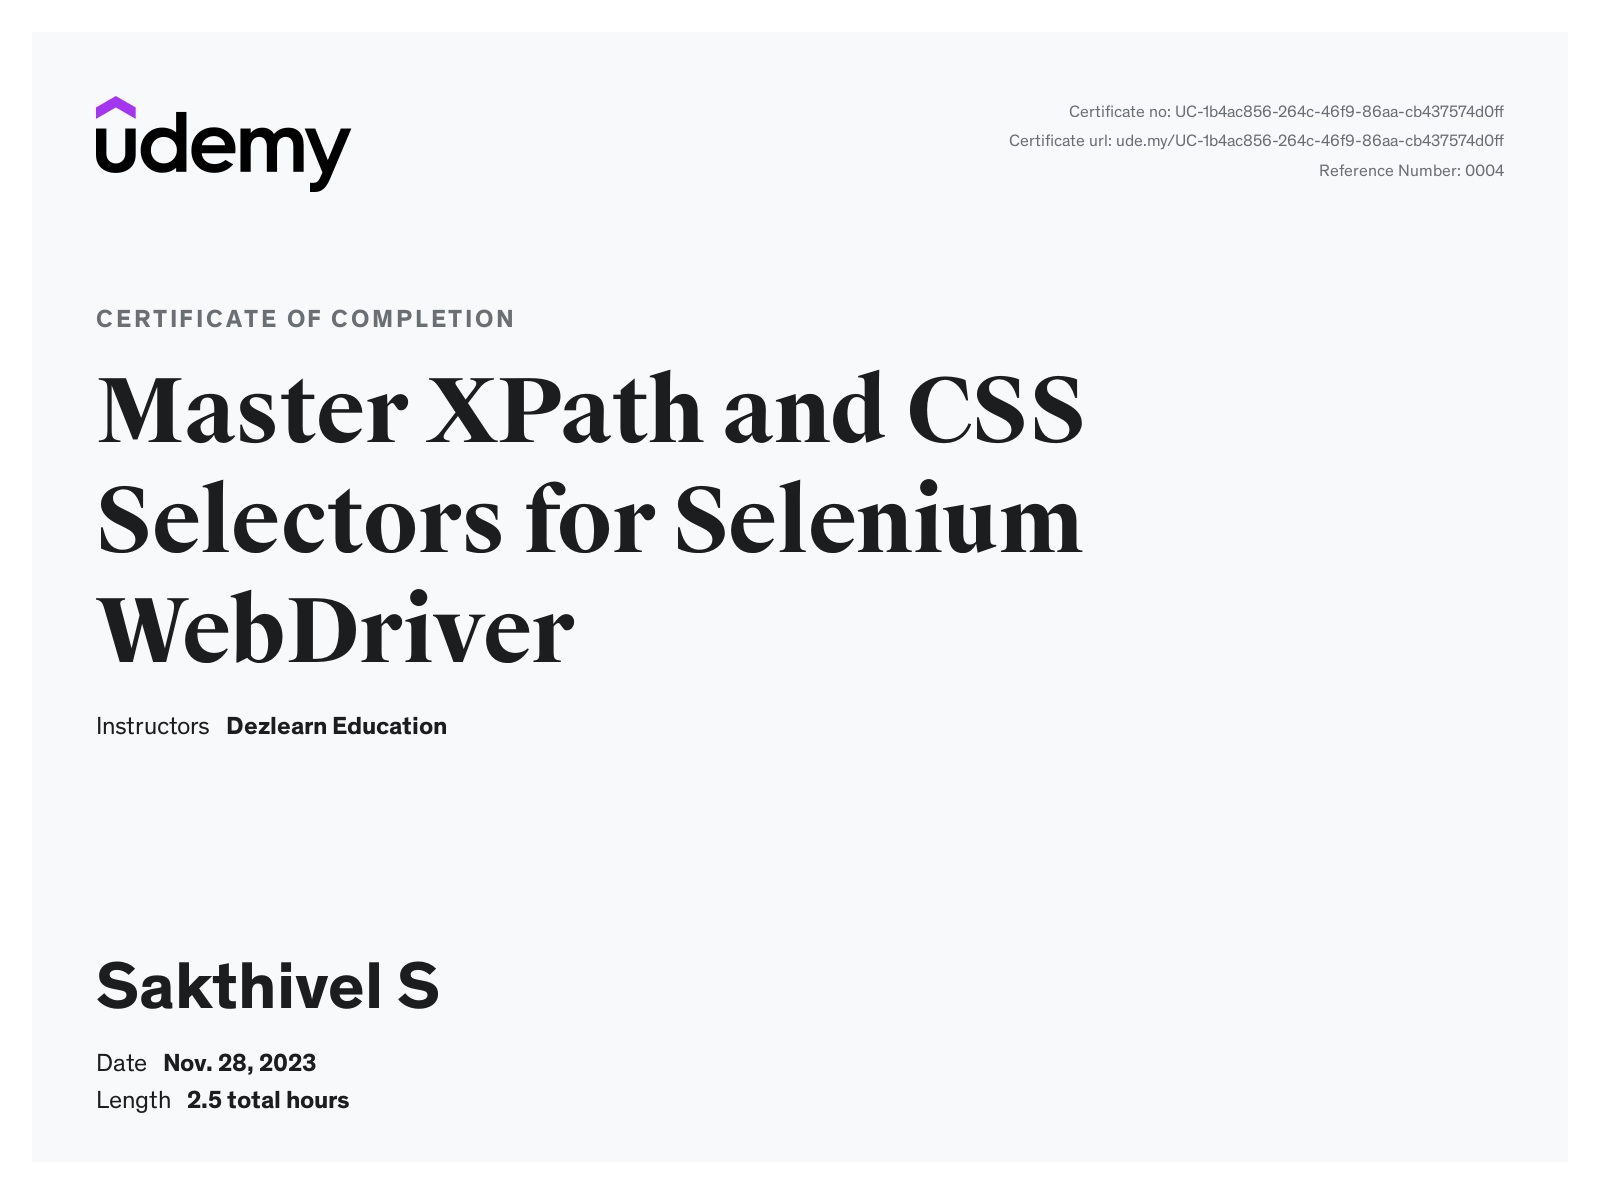 udemy
Certificate no: UC-1b4ac856-264c-46f9-86aa-cb437574d0ff
Certificate url: ude.my/UC-1b4ac856-264c-46f9-86aa-cb437574d0ff
Reference Number: 0004
CERTIFICATE OF COMPLETION
Master XPath and CSS
Selectors for Selenium
WebDriver
Instructors Dezlearn Education
Sakthivel S
Date Nov. 28, 2023
Length 2.5 total hours